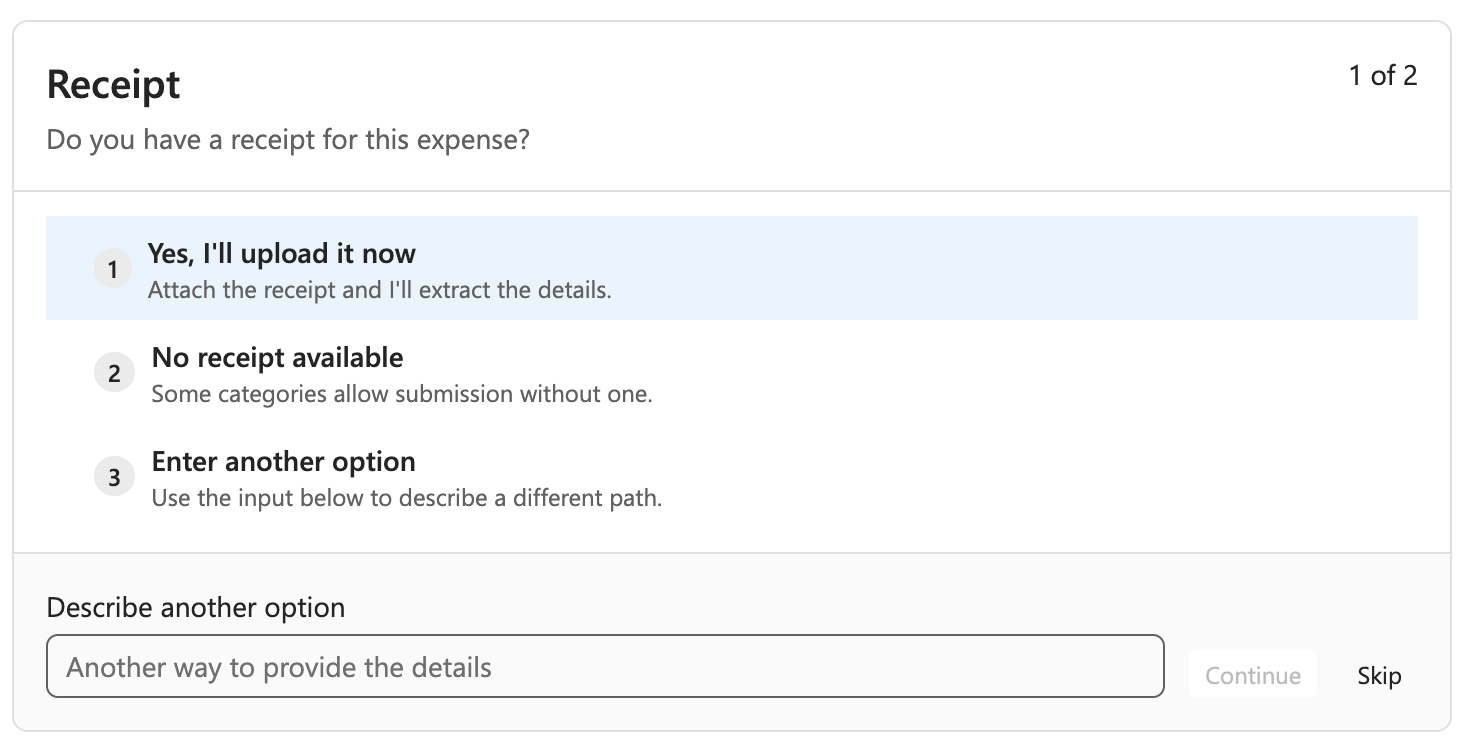 Receipt
1 of 2
Do you have a receipt for this expense?
1
Yes, I'll upload it now
Attach the receipt and I'll extract the details.
2
No receipt available
Some categories allow submission without one.
3
Enter another option
Use the input below to describe a different path.
Describe another option
Another way to provide the details
Continue
Skip